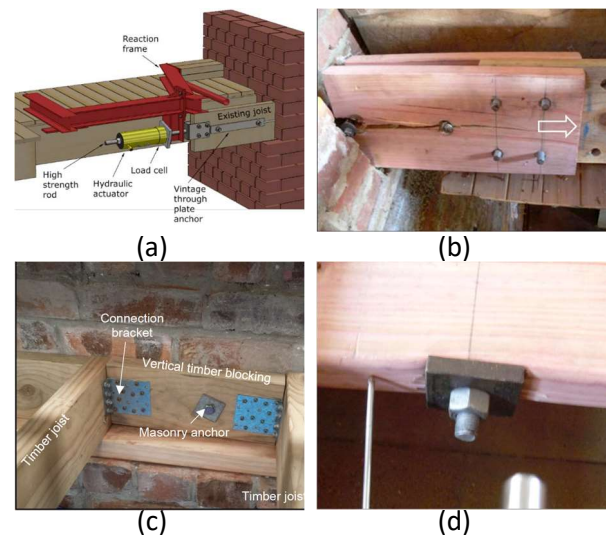 Reaction
frame
Existing joist
High
strength
rod
Hydraulic
actuator
Load cell
Vintage
through
plate
anchor
(a)
(b)
Connection
bracket
Vertical timber blocking
Timber joist
Masonry anchor
Timber joist
(c)
(d)